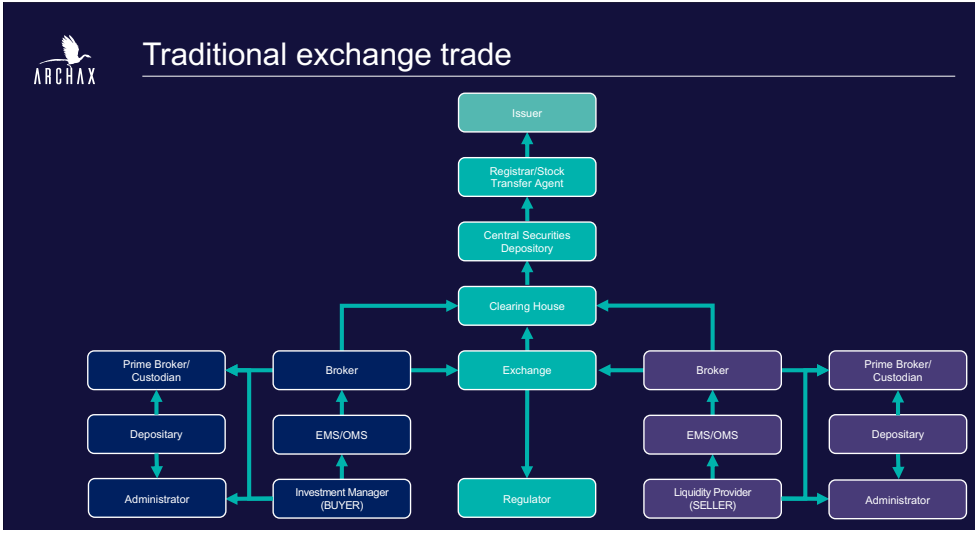 ARCHAX
Traditional exchange trade
Issuer
Registrar/Stock
Transfer Agent
Central Securities
Depository
Clearing House
Prime Broker/
Custodian
Broker
Exchange
Broker
Prime Broker/
Custodian
Depositary
EMS/OMS
EMS/OMS
Depositary
Administrator
Investment Manager
(BUYER)
Regulator
Liquidity Provider
(SELLER)
Administrator